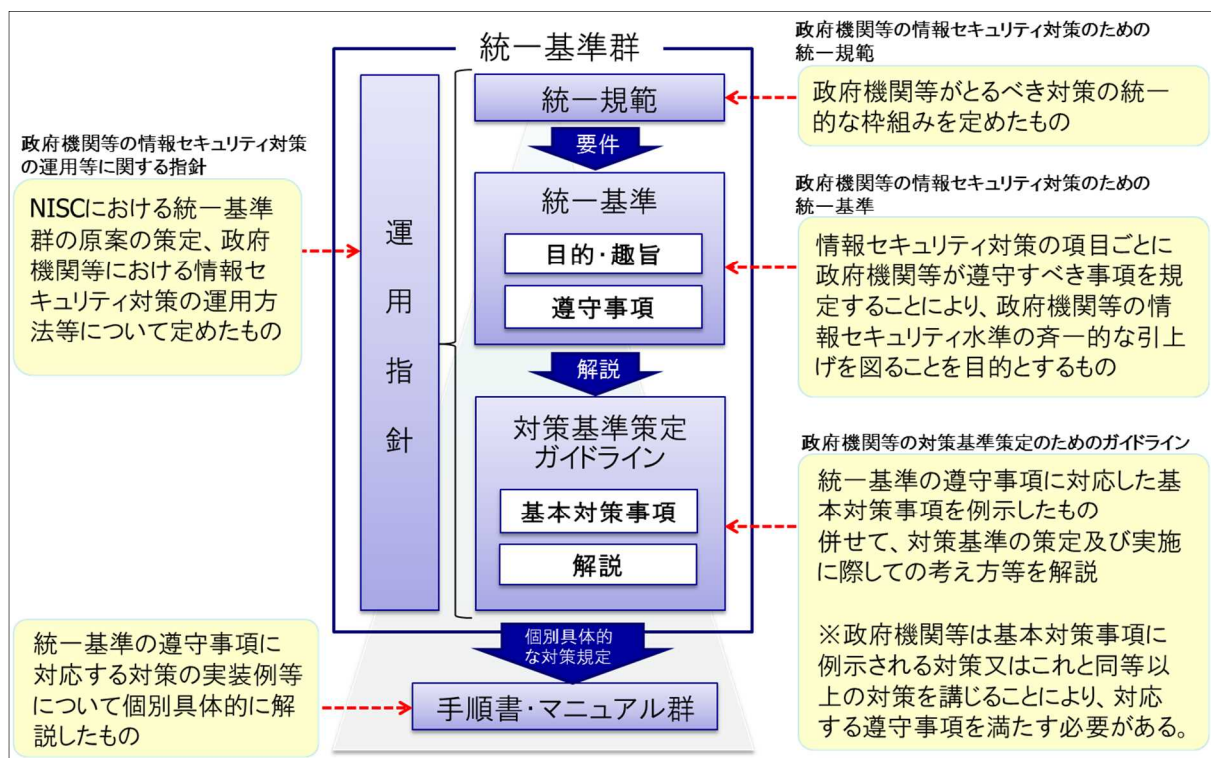 統一基準群
運用指針
統一規範
要件
統一基準
目的・趣旨
遵守事項
解説
対策基準策定
ガイドライン
基本対策事項
解説
個別具体的
な対策規定
手順書・マニュアル群
政府機関等の情報セキュリティ対策
の運用等に関する指針
NISCにおける統一基準
群の原案の策定、政府
機関等における情報セ
キュリティ対策の運用方
法等について定めたもの
統一基準の遵守事項に
対応する対策の実装例等
について個別具体的に解
説したもの
政府機関等の情報セキュリティ対策のための
統一規範
政府機関等がとるべき対策の統一
的な枠組みを定めたもの
政府機関等の情報セキュリティ対策のための
統一基準
情報セキュリティ対策の項目ごとに
政府機関等が遵守すべき事項を規
定することにより、政府機関等の情
報セキュリティ水準の斉一的な引上
げを図ることを目的とするもの
政府機関等の対策基準策定のためのガイドライン
統一基準の遵守事項に対応した基
本対策事項を例示したもの
併せて、対策基準の策定及び実施
に際しての考え方等を解説
※政府機関等は基本対策事項に
例示される対策又はこれと同等以
上の対策を講じることにより、対応
する遵守事項を満たす必要がある。